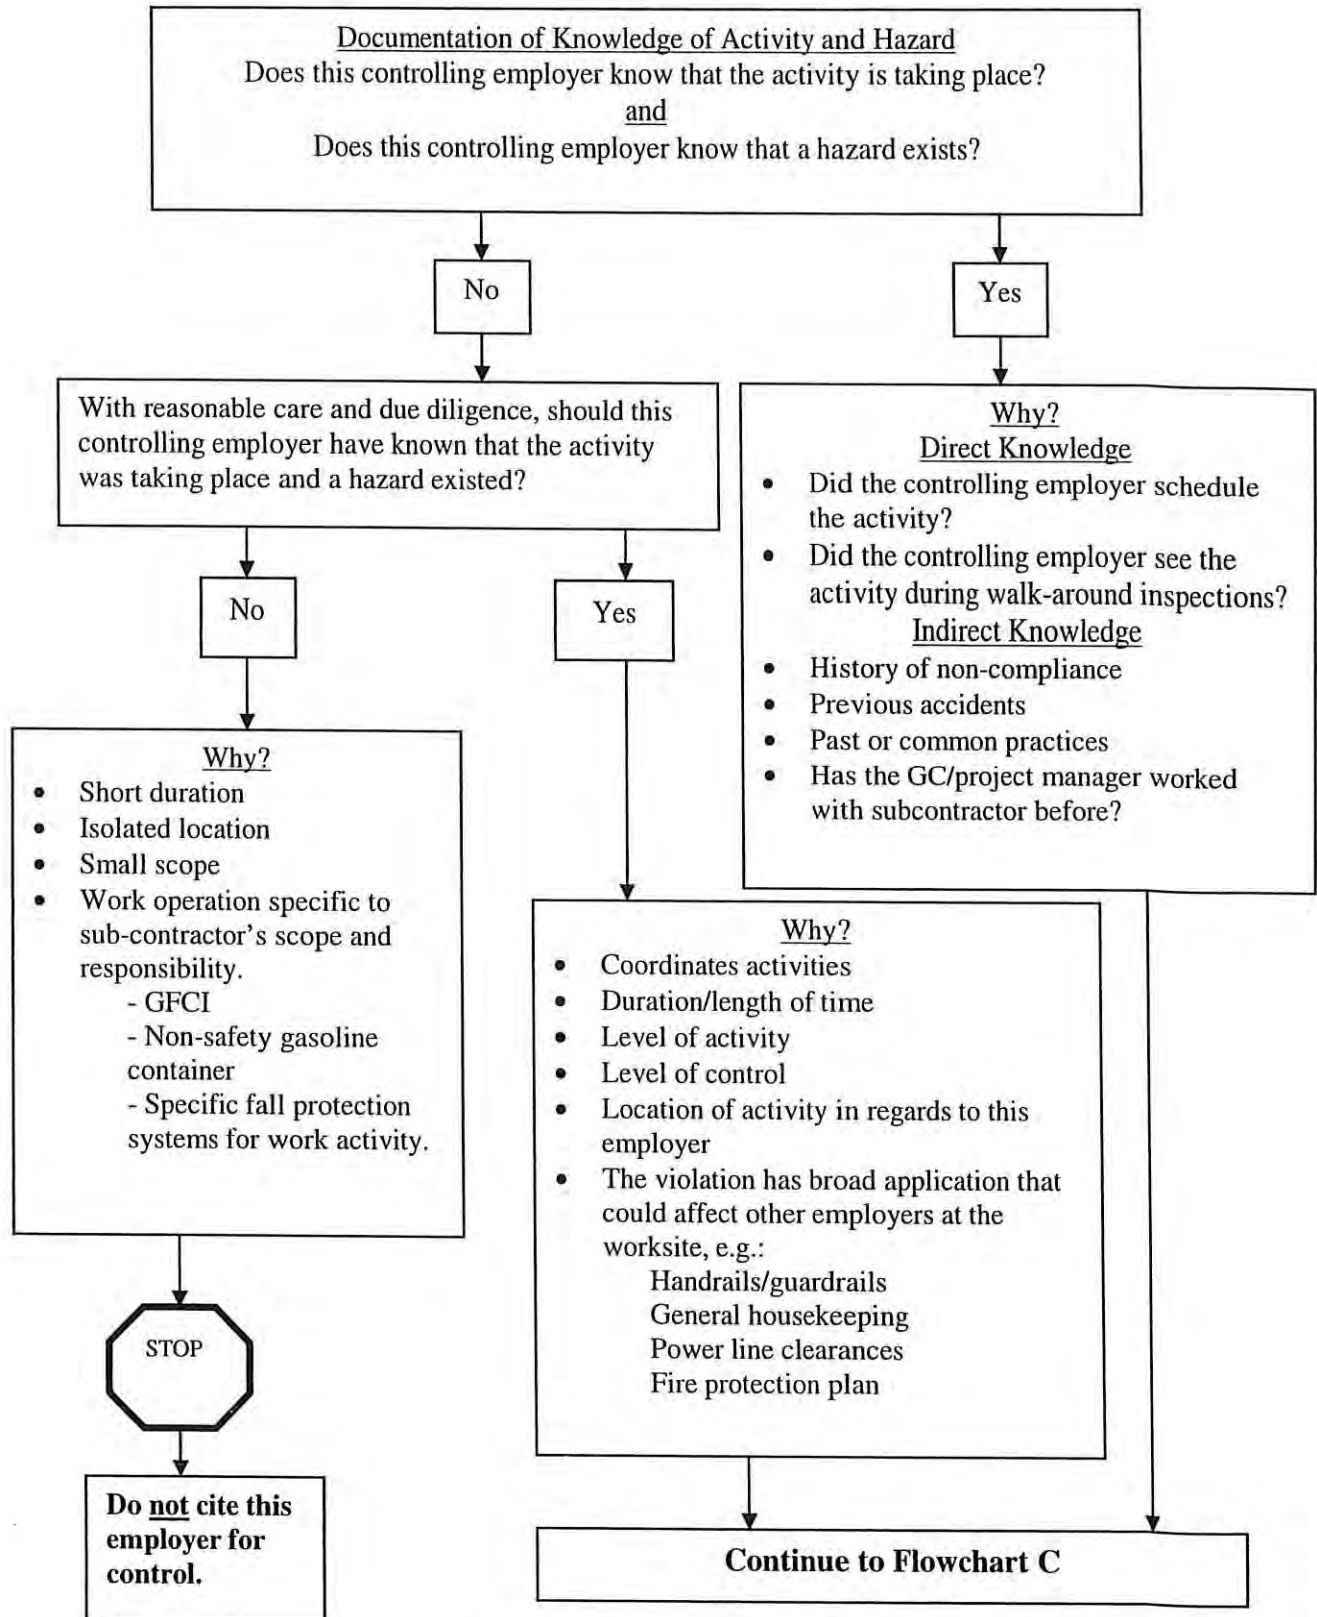 Documentation of Knowledge of Activity and Hazard
Does this controlling employer know that the activity is taking place?
and
Does this controlling employer know that a hazard exists?
No
Yes
With reasonable care and due diligence, should this
controlling employer have known that the activity
was taking place and a hazard existed?
Why?
Direct Knowledge
• Did the controlling employer schedule
the activity?
• Did the controlling employer see the
activity during walk-around inspections?
Indirect Knowledge
• History of non-compliance
• Previous accidents
• Past or common practices
• Has the GC/project manager worked
with subcontractor before?
No
Yes
Why?
• Short duration
• Isolated location
• Small scope
• Work operation specific to
sub-contractor's scope and
responsibility.
- GFCI
- Non-safety gasoline
container
- Specific fall protection
systems for work activity.
Why?
• Coordinates activities
• Duration/length of time
• Level of activity
• Level of control
• Location of activity in regards to this
employer
• The violation has broad application that
could affect other employers at the
worksite, e.g.:
Handrails/guardrails
General housekeeping
Power line clearances
Fire protection plan
STOP
Do not cite this
employer for
control.
Continue to Flowchart C